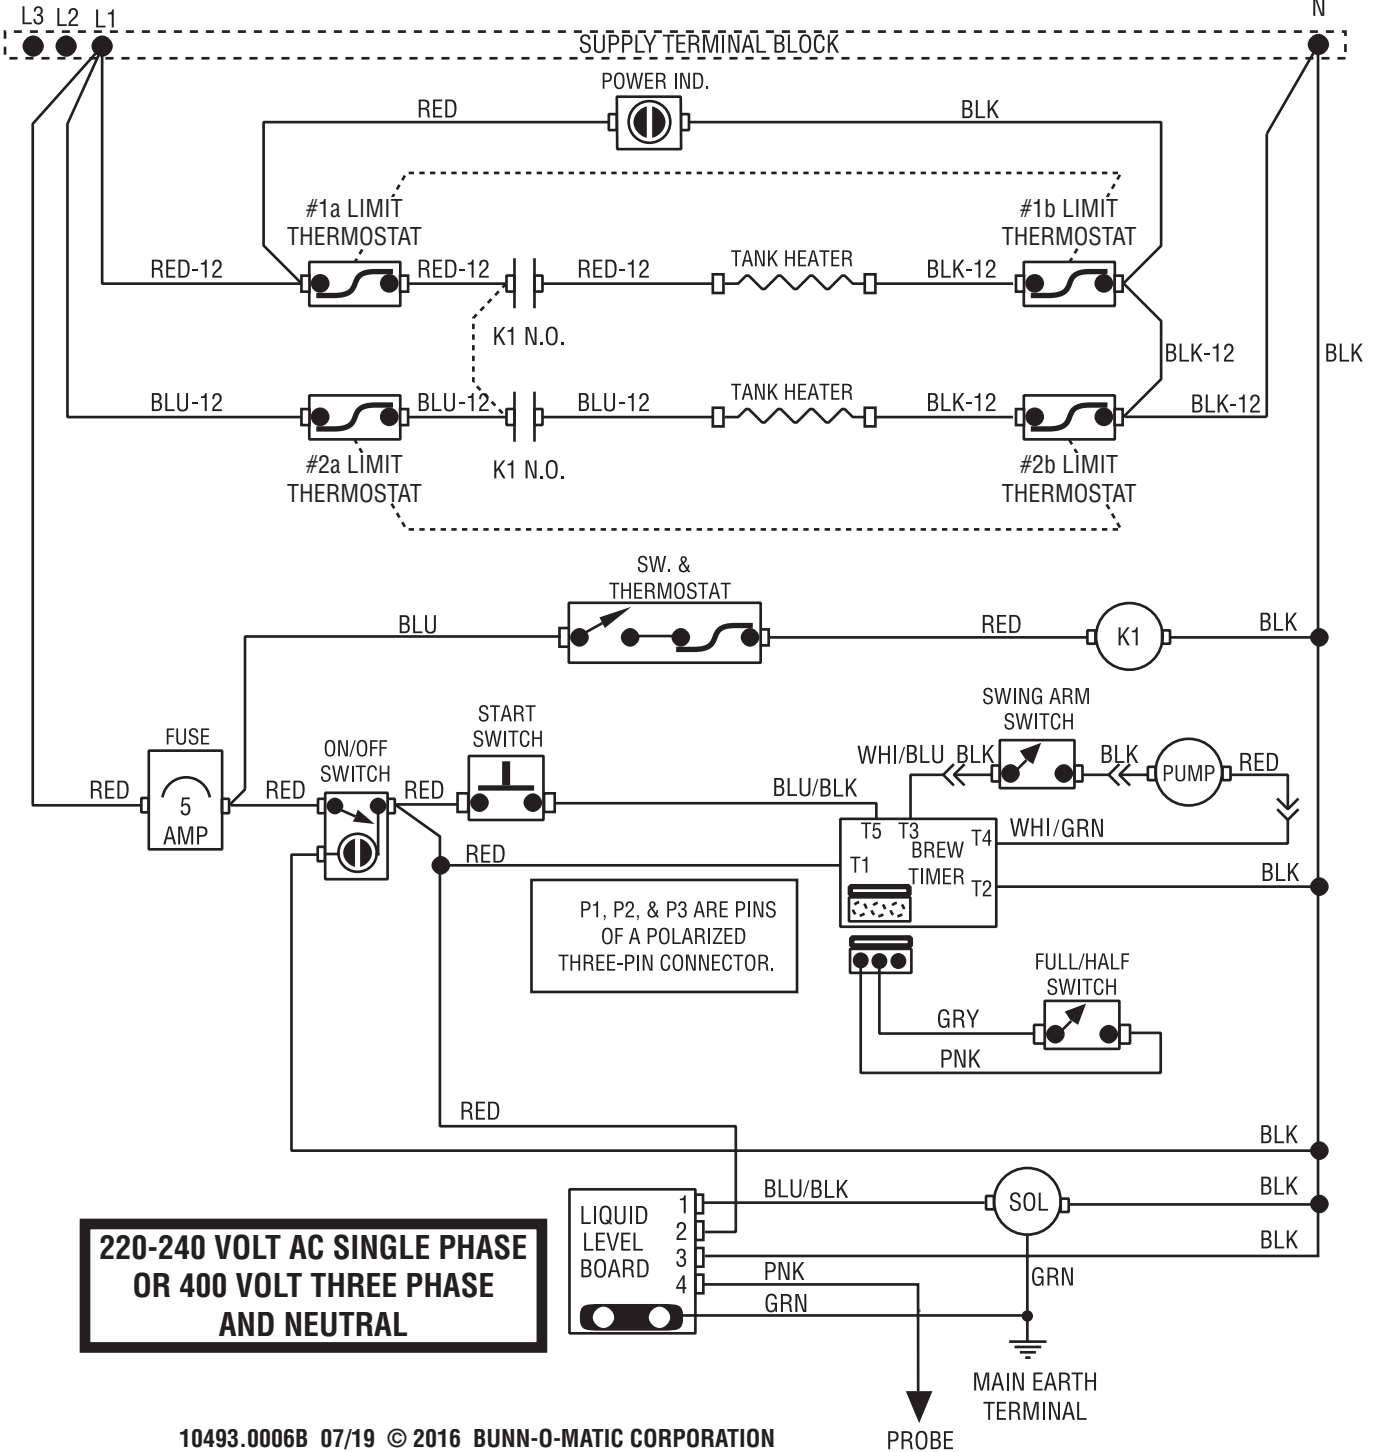 L3 L2 L1
N
SUPPLY TERMINAL BLOCK
POWER IND.
RED
BLK
#1a LIMIT
THERMOSTAT
#1b LIMIT
THERMOSTAT
RED-12
RED-12
RED-12
TANK HEATER
BLK-12
K1 N.O.
BLK-12
BLK
BLU-12
BLU-12
BLU-12
TANK HEATER
BLK-12
BLK-12
#2a LIMIT
THERMOSTAT
K1 N.O.
#2b LIMIT
THERMOSTAT
SW. &
THERMOSTAT
BLU
RED
K1
BLK
FUSE
ON/OFF
SWITCH
START
SWITCH
SWING ARM
SWITCH
WHI/BLU
BLK
BLK
PUMP
RED
RED
5
AMP
RED
RED
BLU/BLK
T5
T3
T4
WHI/GRN
RED
T1
BREW
TIMER
T2
BLK
P1, P2, & P3 ARE PINS
OF A POLARIZED
THREE-PIN CONNECTOR.
FULL/HALF
SWITCH
GRY
PNK
RED
BLK
LIQUID
LEVEL
BOARD
1
2
3
4
BLU/BLK
SOL
BLK
BLK
PNK
GRN
GRN
220-240 VOLT AC SINGLE PHASE
OR 400 VOLT THREE PHASE
AND NEUTRAL
MAIN EARTH
TERMINAL
PROBE
10493.0006B 07/19 © 2016 BUNN-O-MATIC CORPORATION